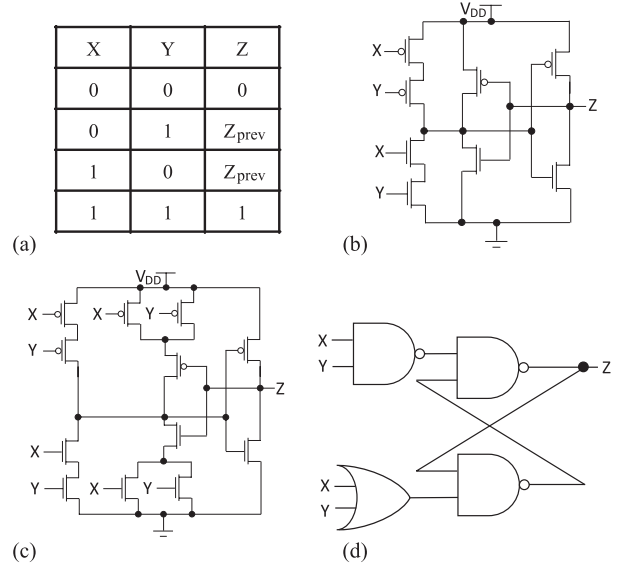 X Y Z
0 0 0
0 1 Zprev
1 0 Zprev
1 1 1
(a)
VDD
X
Y
Z
X
Y
(b)
VDD
X X Y
Y
Z
X
Y X Y
(c)
X
Y
Z
X
Y
(d)